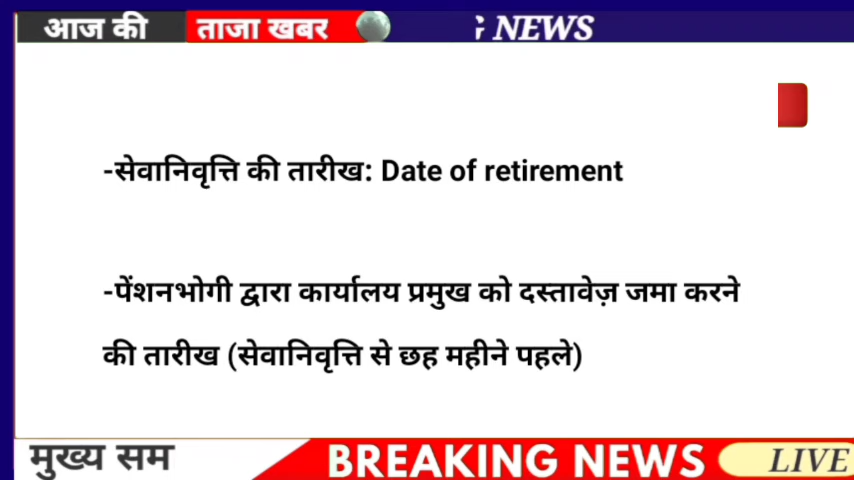 आज की ताजा खबर NEWS
-सेवानिवृत्ति की तारीख: Date of retirement
-पेंशनभोगी द्वारा कार्यालय प्रमुख को दस्तावेज़ जमा करने
की तारीख (सेवानिवृत्ति से छह महीने पहले)
मुख्य सम BREAKING NEWS LIVE